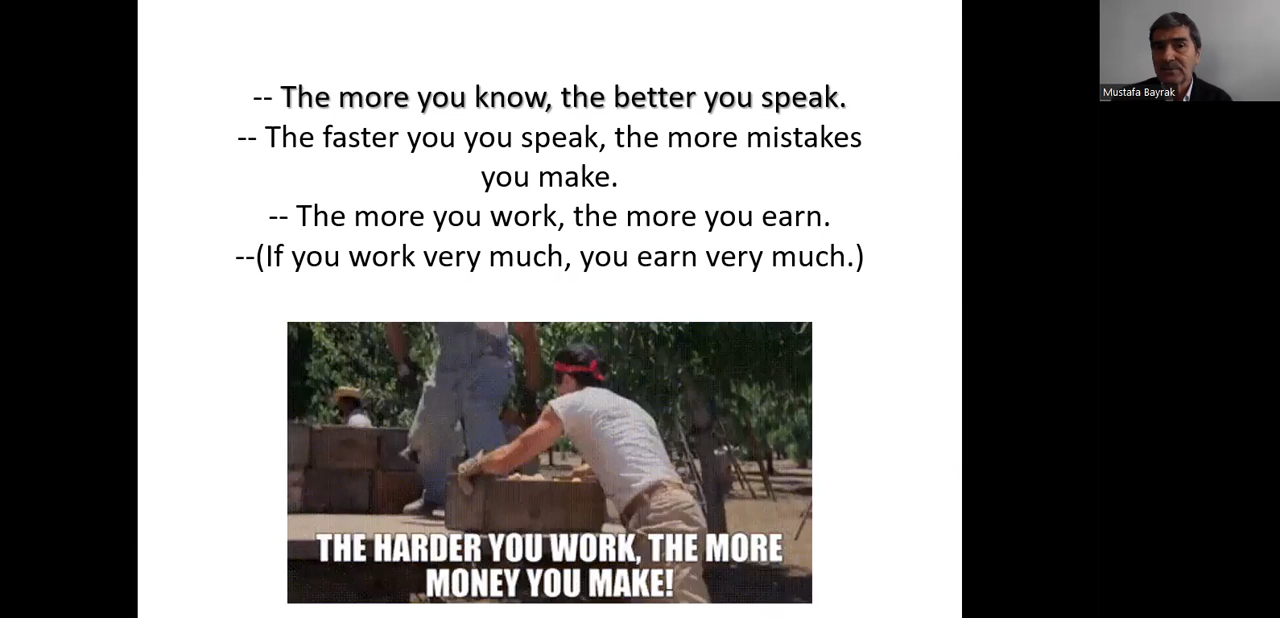 -- The more you know, the better you speak.
-- The faster you you speak, the more mistakes
you make.
-- The more you work, the more you earn.
--(If you work very much, you earn very much.)
THE HARDER YOU WORK, THE MORE
MONEY YOU MAKE!
Mustafa Bayrak